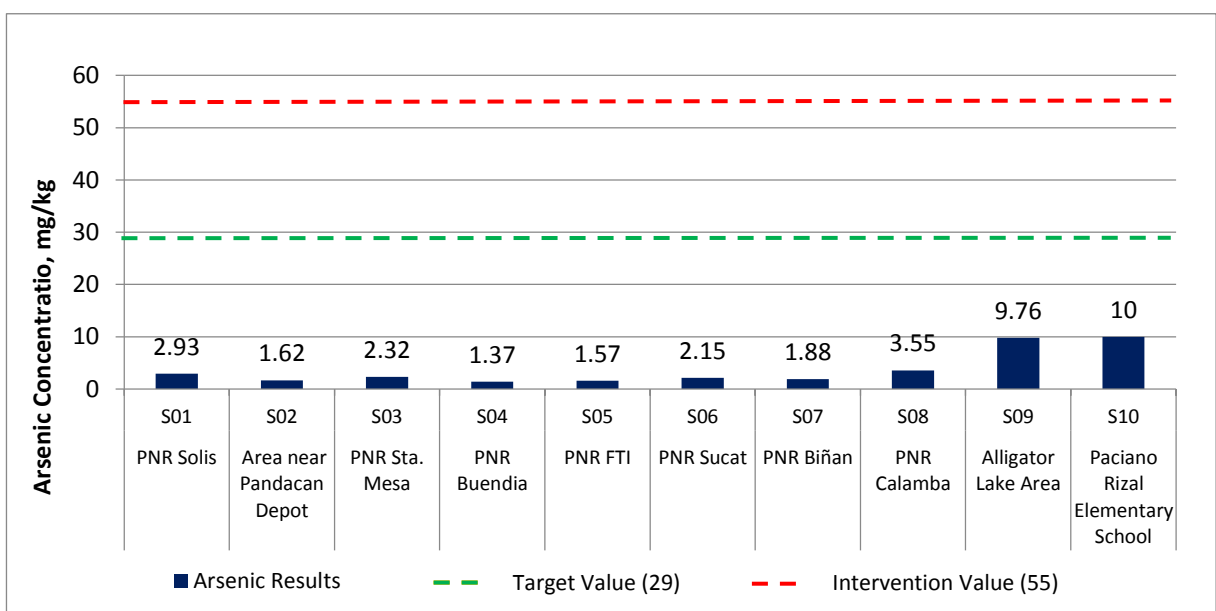 Arsenic Concentratio, mg/kg
60
50
40
30
20
10
0
2.93
1.62
2.32
1.37
1.57
2.15
1.88
3.55
9.76
10
S01
S02
S03
S04
S05
S06
S07
S08
S09
S10
PNR Solis
Area near
Pandacan
Depot
PNR Sta.
Mesa
PNR
Buendia
PNR FTI
PNR Sucat
PNR Biñan
PNR
Calamba
Alligator
Lake Area
Paciano
Rizal
Elementary
School
Arsenic Results
Target Value (29)
Intervention Value (55)